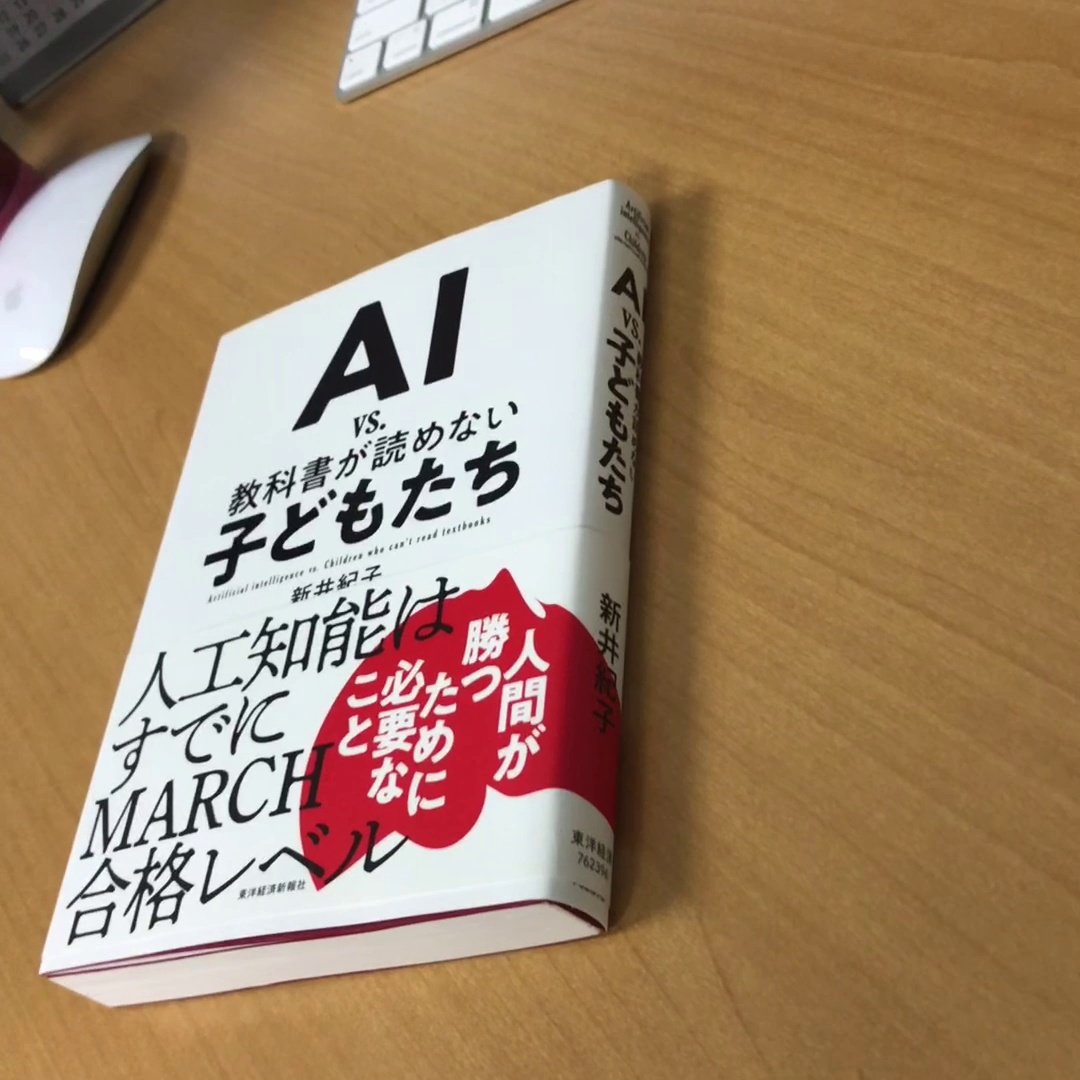 AI
vs.
教科書が読めない
子どもたち
Artificial intelligence vs. Children who can't read textbooks
新井紀子
人工知能は
すでに
MARCH
合格レベル
人間が
勝つ
ために
必要な
こと
東洋経済新報社
AI
vs.
子どもたち
新井紀子
東洋経済